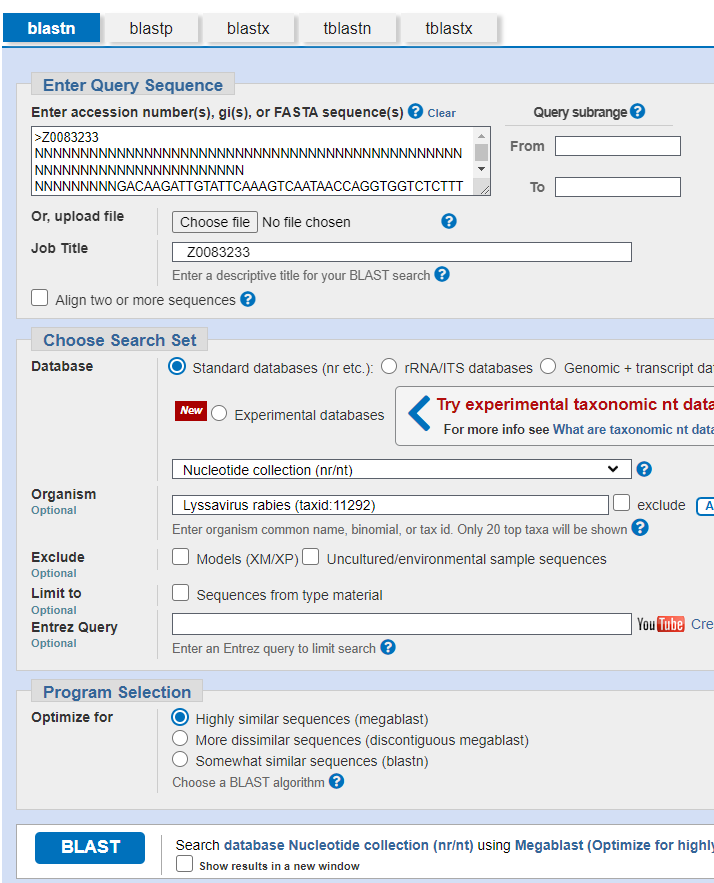 blastn blastp blastx tblastn tblastx
Enter Query Sequence
Enter accession number(s), gi(s), or FASTA sequence(s) ? Clear
Query subrange ?
>Z0083233
NNNNNNNNNNNNNNNNNNNNNNNNNNNNNNNNNNNNNNNNNNNNNNN
NNNNNNNNNNNNNNNNNNNNNNN
NNNNNNNNNGACAAGATTGTATTCAAAGTCAATAACCAGGTGGTCTCTTT
From
To
Or, upload file Choose file No file chosen ?
Job Title Z0083233
Enter a descriptive title for your BLAST search ?
Align two or more sequences ?
Choose Search Set
Database Standard databases (nr etc.): rRNA/ITS databases Genomic + transcript dat
New Experimental databases
Try experimental taxonomic nt data
For more info see What are taxonomic nt data
Nucleotide collection (nr/nt) ?
Organism
Optional
Lyssavirus rabies (taxid:11292) exclude A
Enter organism common name, binomial, or tax id. Only 20 top taxa will be shown ?
Exclude
Optional
Models (XM/XP) Uncultured/environmental sample sequences
Limit to
Optional
Sequences from type material
Entrez Query
Optional
YouTube Cre
Enter an Entrez query to limit search ?
Program Selection
Optimize for Highly similar sequences (megablast)
More dissimilar sequences (discontiguous megablast)
Somewhat similar sequences (blastn)
Choose a BLAST algorithm ?
BLAST
Search database Nucleotide collection (nr/nt) using Megablast (Optimize for highly
Show results in a new window